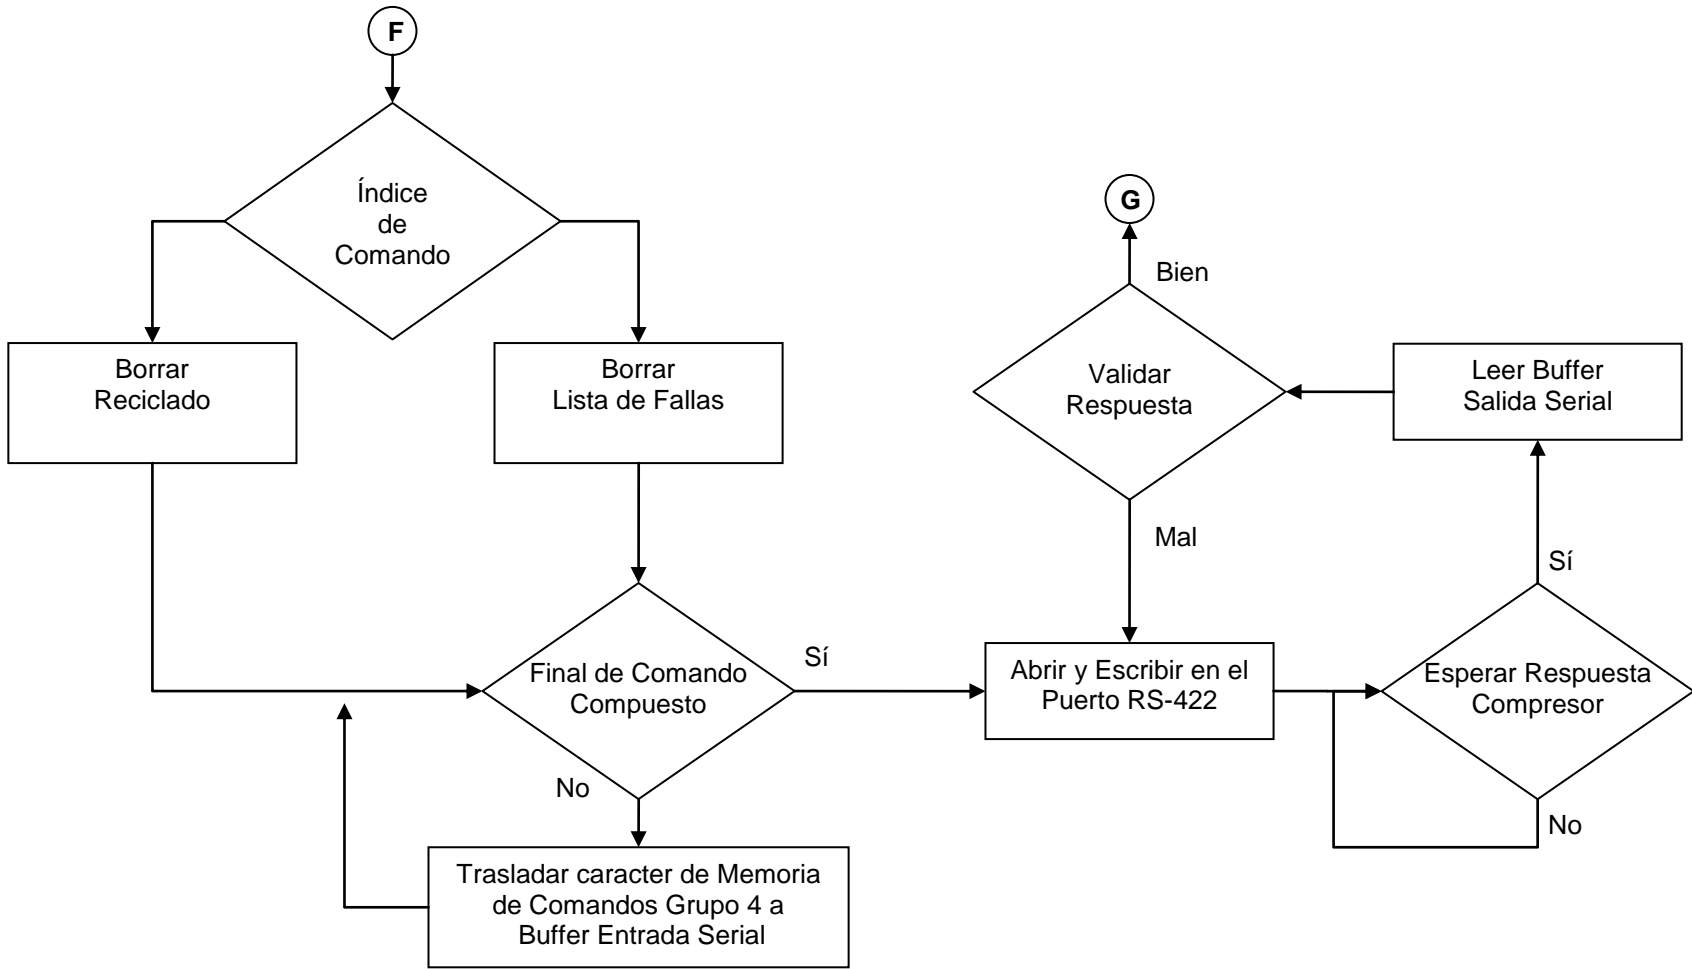 F
Índice
de
Comando
Borrar
Reciclado
Borrar
Lista de Fallas
Final de Comando
Compuesto
Sí
No
Trasladar caracter de Memoria
de Comandos Grupo 4 a
Buffer Entrada Serial
G
Bien
Validar
Respuesta
Mal
Leer Buffer
Salida Serial
Sí
Abrir y Escribir en el
Puerto RS-422
Esperar Respuesta
Compresor
No